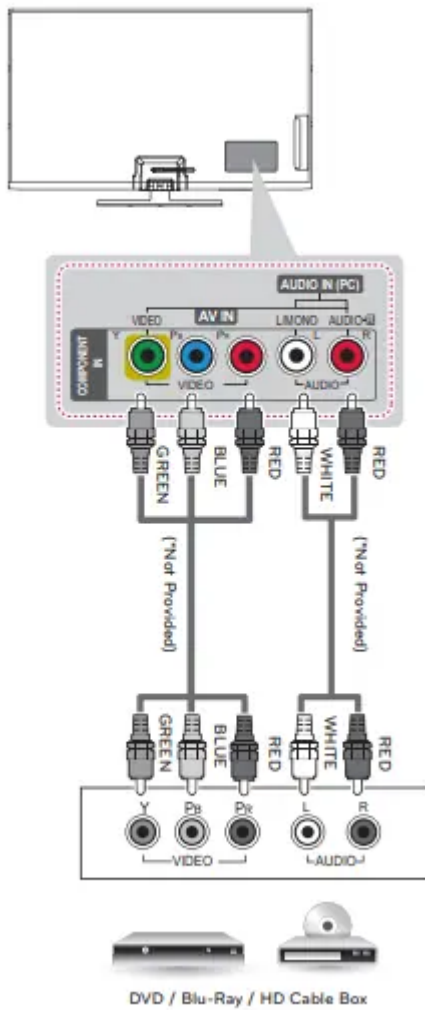 AUDIO IN (PC)
VIDEO AV IN L/MONO AUDIO
Y PB PR L R
COMPONENT
IN
VIDEO AUDIO
GREEN BLUE RED WHITE RED
(*Not Provided) (*Not Provided)
GREEN BLUE RED WHITE RED
Y PB PR L R
VIDEO AUDIO
DVD / Blu-Ray / HD Cable Box